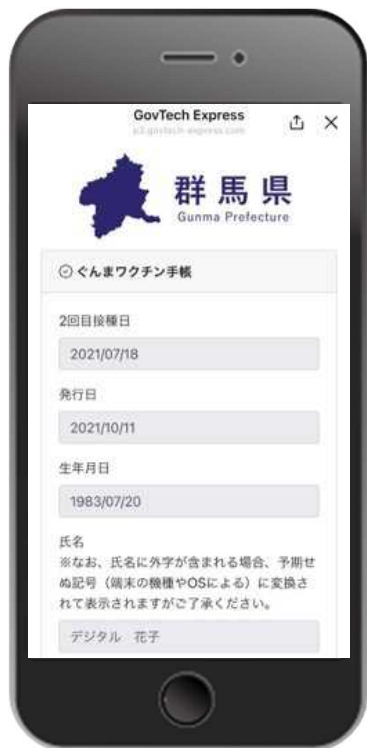 GovTech Express
群馬県
Gunma Prefecture
ぐんまワクチン手帳
2回目接種日
2021/07/18
発行日
2021/10/11
生年月日
1983/07/20
氏名
※なお、氏名に外字が含まれる場合、予期せ
ぬ記号（端末の機種やOSによる）に変換さ
れて表示されますがご了承ください。
デジタル　花子